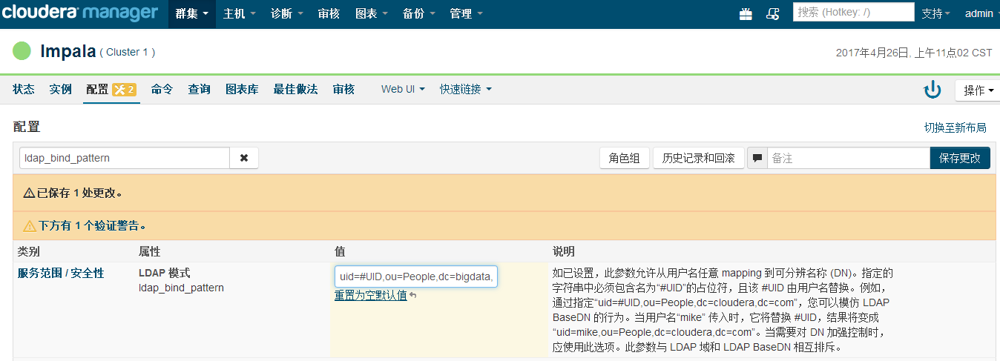 cloudera manager 群集 主机 诊断 审核 图表 备份 管理 搜索 (Hotkey: /) 支持 admin
Impala ( Cluster 1 ) 2017年4月26日, 上午11点02 CST
状态 实例 配置 2 命令 查询 图表库 最佳做法 审核 Web UI 快速链接 操作
配置 切换至新布局
ldap_bind_pattern 角色组 历史记录和回滚 备注 保存更改
已保存 1 处更改。
下方有 1 个验证警告。
类别 属性 值 说明
服务范围 / 安全性 LDAP 模式 uid=#UID,ou=People,dc=bigdata, 如已设置，此参数允许从用户名任意 mapping 到可分辨名称 (DN)。指定的
ldap_bind_pattern 重置为空默认值 字符串中必须包含名为“#UID”的占位符，且该 #UID 由用户名替换。例如，
通过指定“uid=#UID,ou=People,dc=cloudera,dc=com”，您可以模仿 LDAP
BaseDN 的行为。当用户名“mike” 传入时，它将替换 #UID，结果将变成
“uid=mike,ou=People,dc=cloudera,dc=com”。当需要对 DN 加强控制时，
应使用此选项。此参数与 LDAP 域和 LDAP BaseDN 相互排斥。